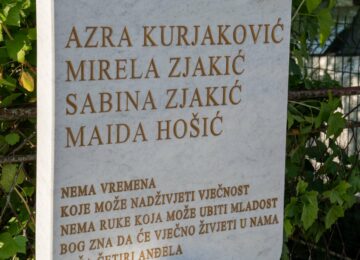 AZRA KURJAKOVIĆ
MIRELA ZJAKIĆ
SABINA ZJAKIĆ
MAIDA HOŠIĆ
NEMA VREMENA
KOJE MOŽE NADŽIVJETI VJEČNOST
NEMA RUKE KOJA MOŽE UBITI MLADOST
BOG ZNA DA ĆE VJEČNO ŽIVJETI U NAMA
ČETIRI ANĐELA